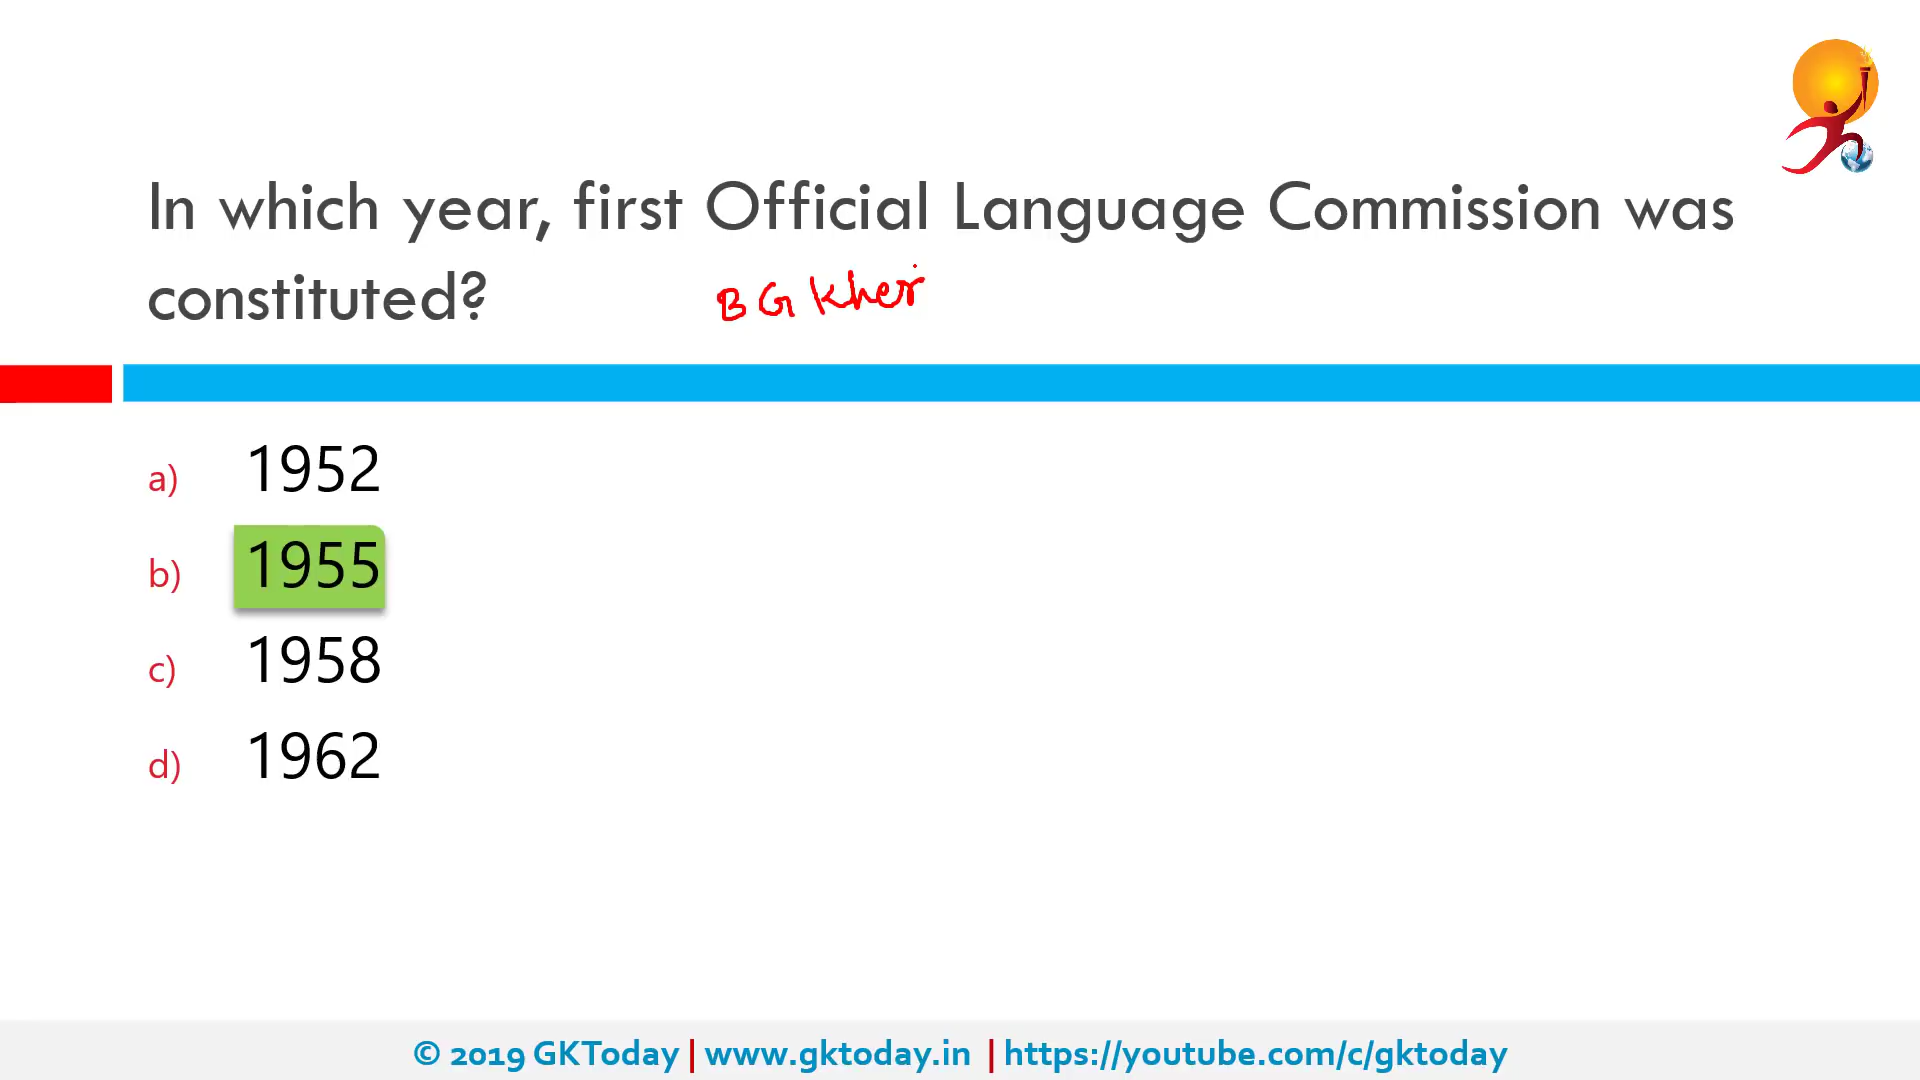 In which year, first Official Language Commission was
constituted?
B G Kher
a) 1952
b) 1955
c) 1958
d) 1962
© 2019 GKToday | www.gktoday.in | https://youtube.com/c/gktoday